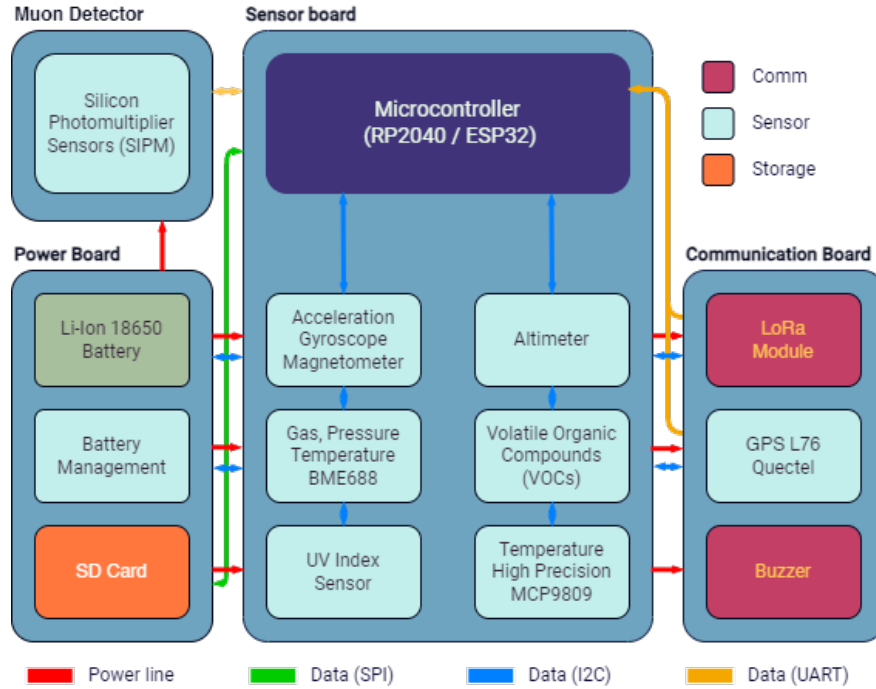 Muon Detector
Sensor board
Silicon
Photomultiplier
Sensors (SIPM)
Microcontroller
(RP2040 / ESP32)
Comm
Sensor
Storage
Power Board
Communication Board
Li-Ion 18650
Battery
Acceleration
Gyroscope
Magnetometer
Altimeter
LoRa
Module
Battery
Management
Gas, Pressure
Temperature
BME688
Volatile Organic
Compounds
(VOCs)
GPS L76
Quectel
SD Card
UV Index
Sensor
Temperature
High Precision
MCP9809
Buzzer
Power line
Data (SPI)
Data (I2C)
Data (UART)